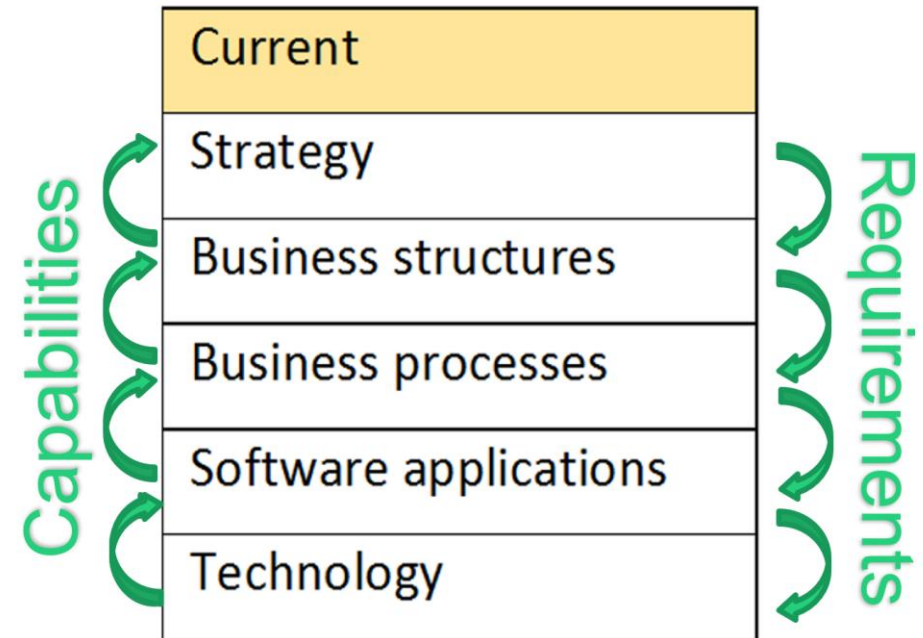 Capabilities
Current
Strategy
Business structures
Business processes
Software applications
Technology
Requirements